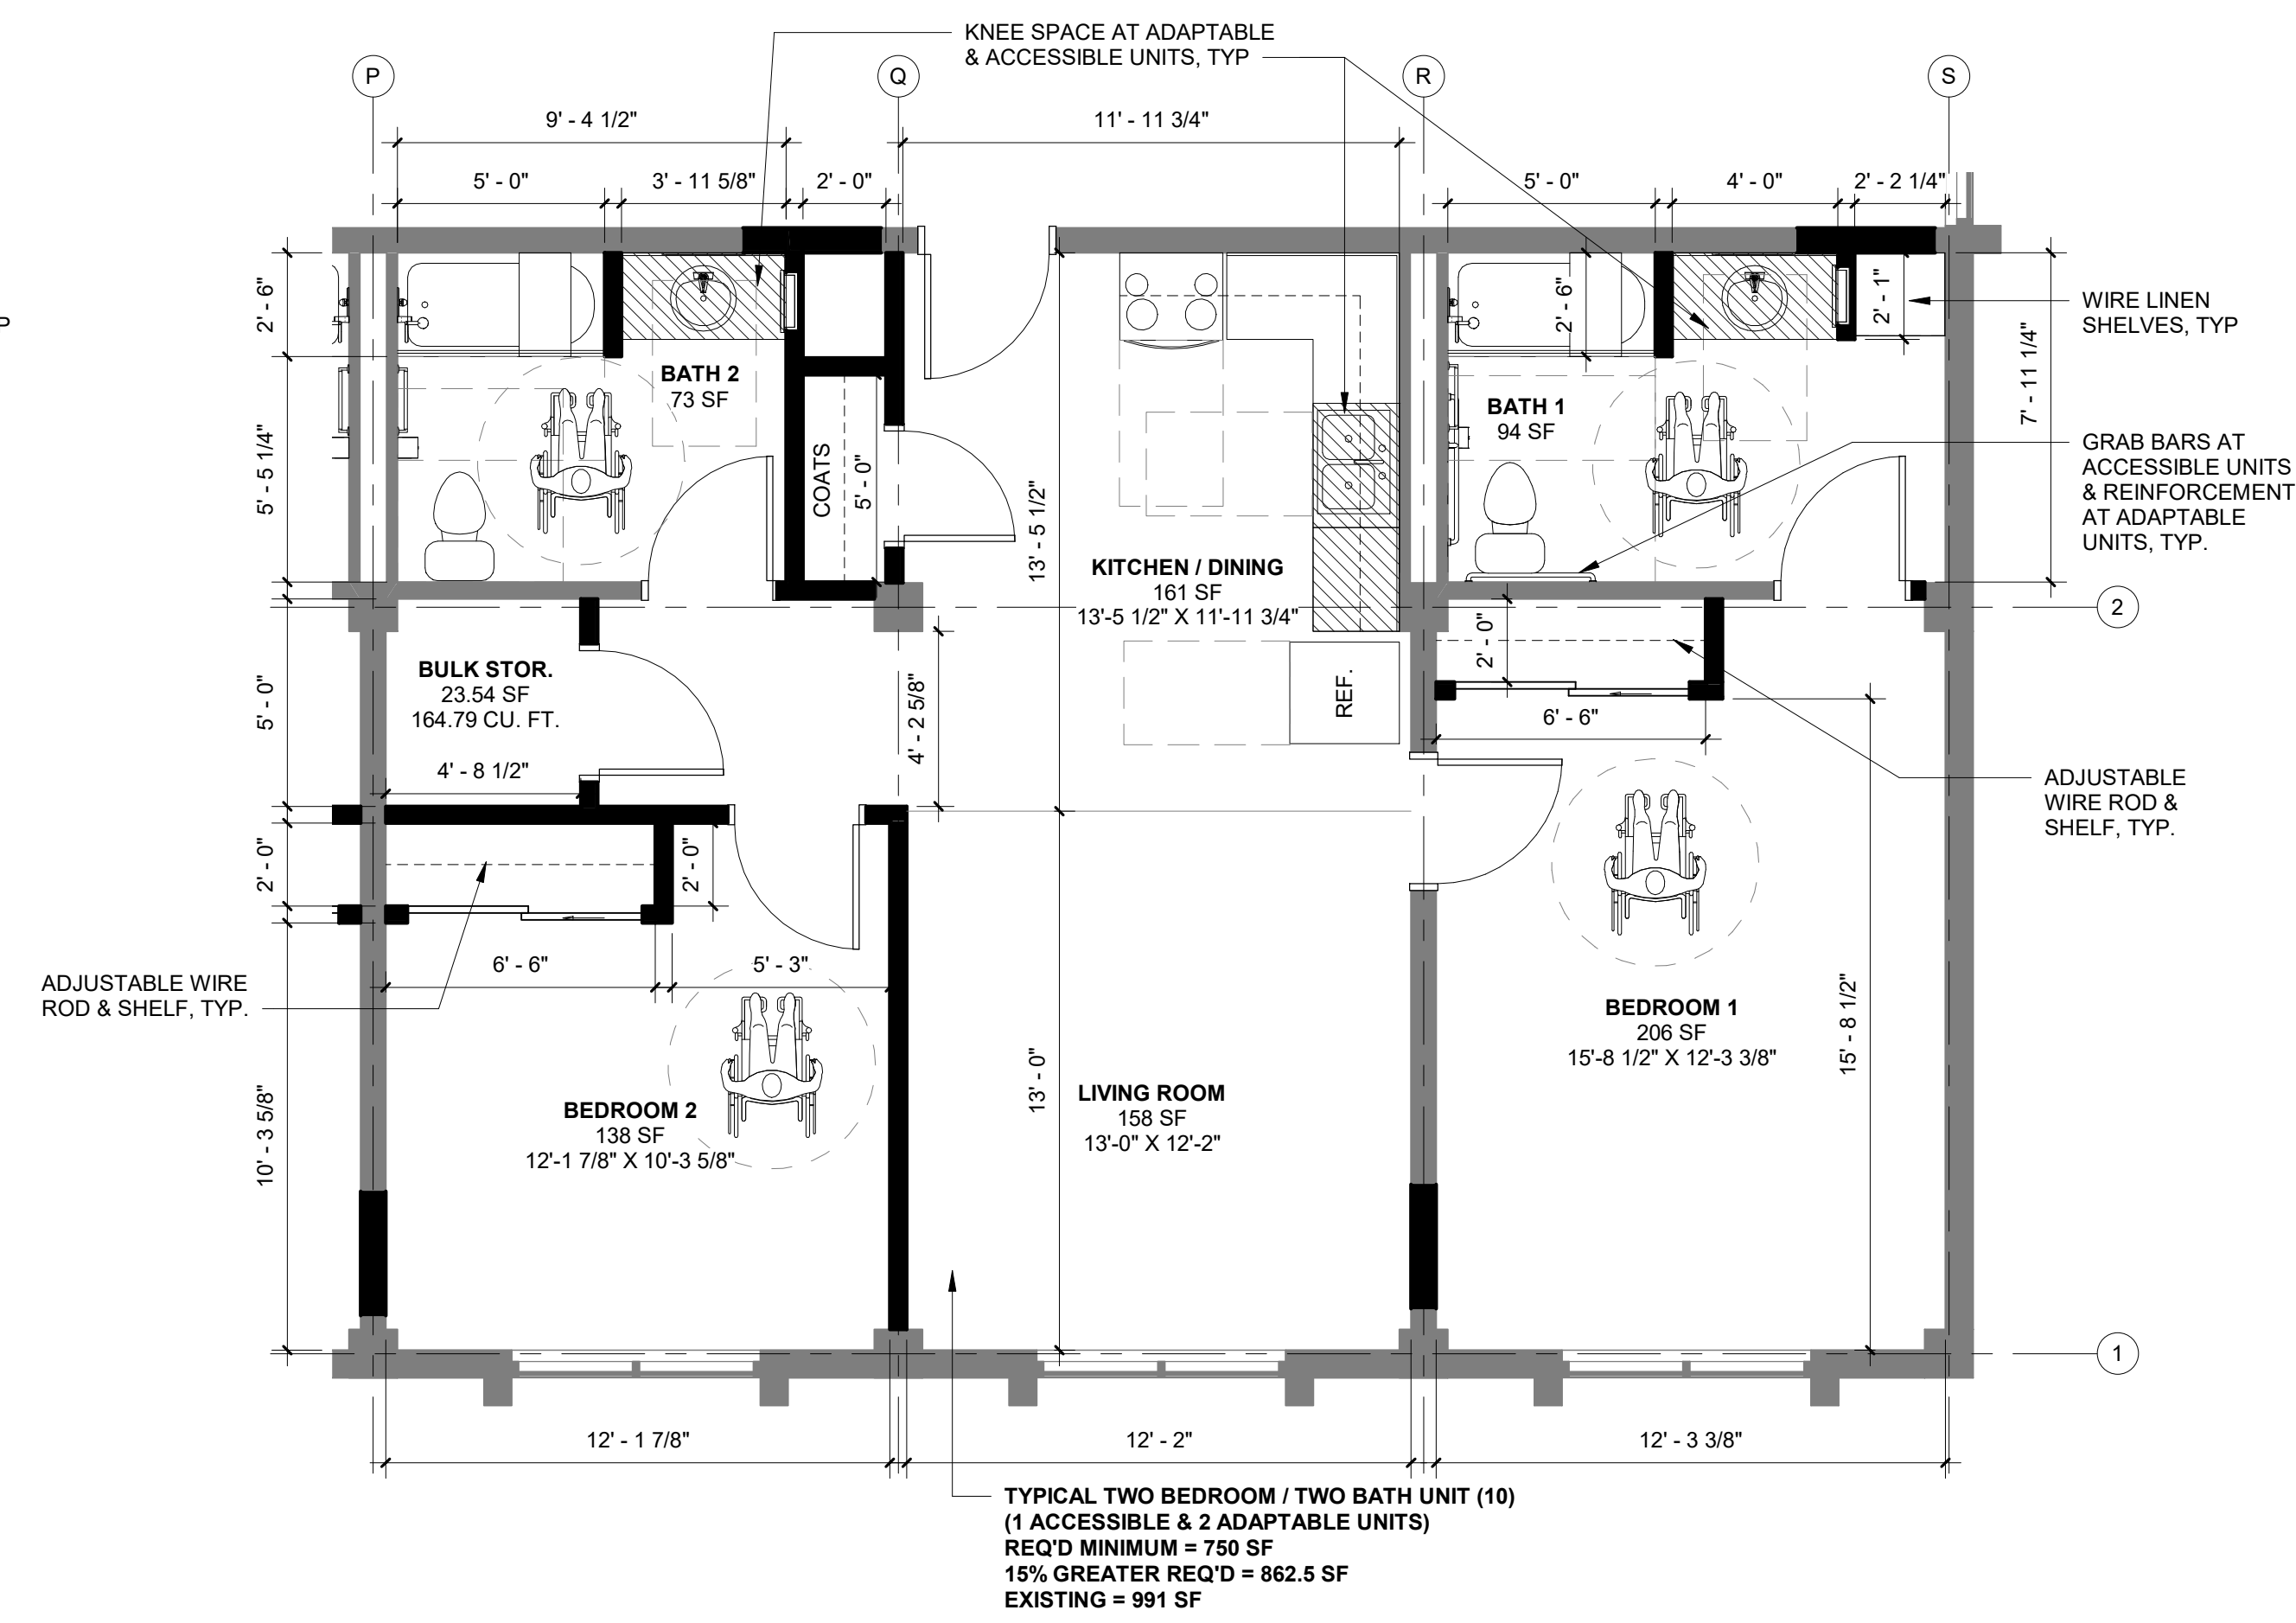 KNEE SPACE AT ADAPTABLE
& ACCESSIBLE UNITS, TYP
P
Q
R
S
9' - 4 1/2"
11' - 11 3/4"
5' - 0"
3' - 11 5/8"
2' - 0"
5' - 0"
4' - 0"
2' - 2 1/4"
2' - 6"
2' - 6"
2' - 1"
WIRE LINEN
SHELVES, TYP
7' - 11 1/4"
BATH 2
73 SF
BATH 1
94 SF
5' - 5 1/4"
COATS
5' - 0"
13' - 5 1/2"
GRAB BARS AT
ACCESSIBLE UNITS
& REINFORCEMENT
AT ADAPTABLE
UNITS, TYP.
KITCHEN / DINING
161 SF
13'-5 1/2" X 11'-11 3/4"
2
BULK STOR.
23.54 SF
164.79 CU. FT.
5' - 0"
4' - 2 5/8"
REF.
2' - 0"
6' - 6"
4' - 8 1/2"
ADJUSTABLE
WIRE ROD &
SHELF, TYP.
2' - 0"
2' - 0"
ADJUSTABLE WIRE
ROD & SHELF, TYP.
6' - 6"
5' - 3"
15' - 8 1/2"
BEDROOM 1
206 SF
15'-8 1/2" X 12'-3 3/8"
10' - 3 5/8"
13' - 0"
BEDROOM 2
138 SF
12'-1 7/8" X 10'-3 5/8"
LIVING ROOM
158 SF
13'-0" X 12'-2"
1
12' - 1 7/8"
12' - 2"
12' - 3 3/8"
TYPICAL TWO BEDROOM / TWO BATH UNIT (10)
(1 ACCESSIBLE & 2 ADAPTABLE UNITS)
REQ'D MINIMUM = 750 SF
15% GREATER REQ'D = 862.5 SF
EXISTING = 991 SF